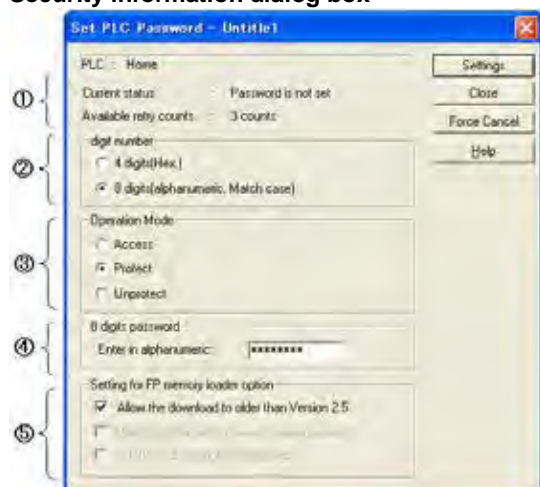 Security information dialog box
Set PLC Password - Untitle1
PLC : Home
Settings
① Current status : Password is not set
Close
Available retry counts : 3 counts
Force Cancel
② digit number
Help
4 digits(Hex.)
8 digits(alphanumeric, Match case)
③ Operation Mode
Access
Protect
Unprotect
④ 8 digits password
Enter in alphanumeric: ********
⑤ Setting for FP memory loader option
Allow the download to older than Version 2.5